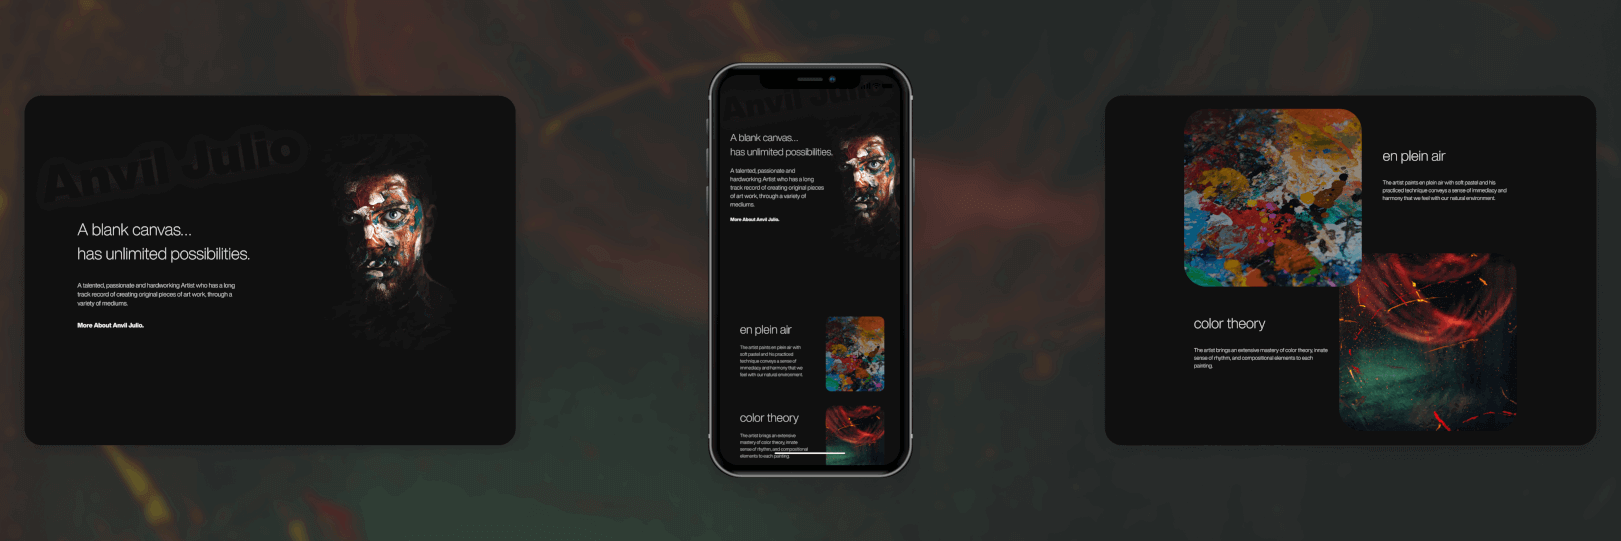 Anvil Julio
A blank canvas...
has unlimited possibilities.
A talented, passionate and hardworking Artist who has a long
track record of creating original pieces of art work, through a
variety of mediums.
More About Anvil Julio.
Anvil Julio
A blank canvas...
has unlimited possibilities.
A talented, passionate and
hardworking Artist who has a long
track record of creating original pieces
of art work, through a variety of
mediums.
More About Anvil Julio.
en plein air
The artist paints en plein air with
soft pastel and his practiced
technique conveys a sense of
immediacy and harmony that we
feel with our natural environment.
color theory
The artist brings an extensive
mastery of color theory, innate
sense of rhythm, and compositional
elements to each painting.
en plein air
The artist paints en plein air with soft pastel and his
practiced technique conveys a sense of immediacy and
harmony that we feel with our natural environment.
color theory
The artist brings an extensive mastery of color theory, innate
sense of rhythm, and compositional elements to each
painting.